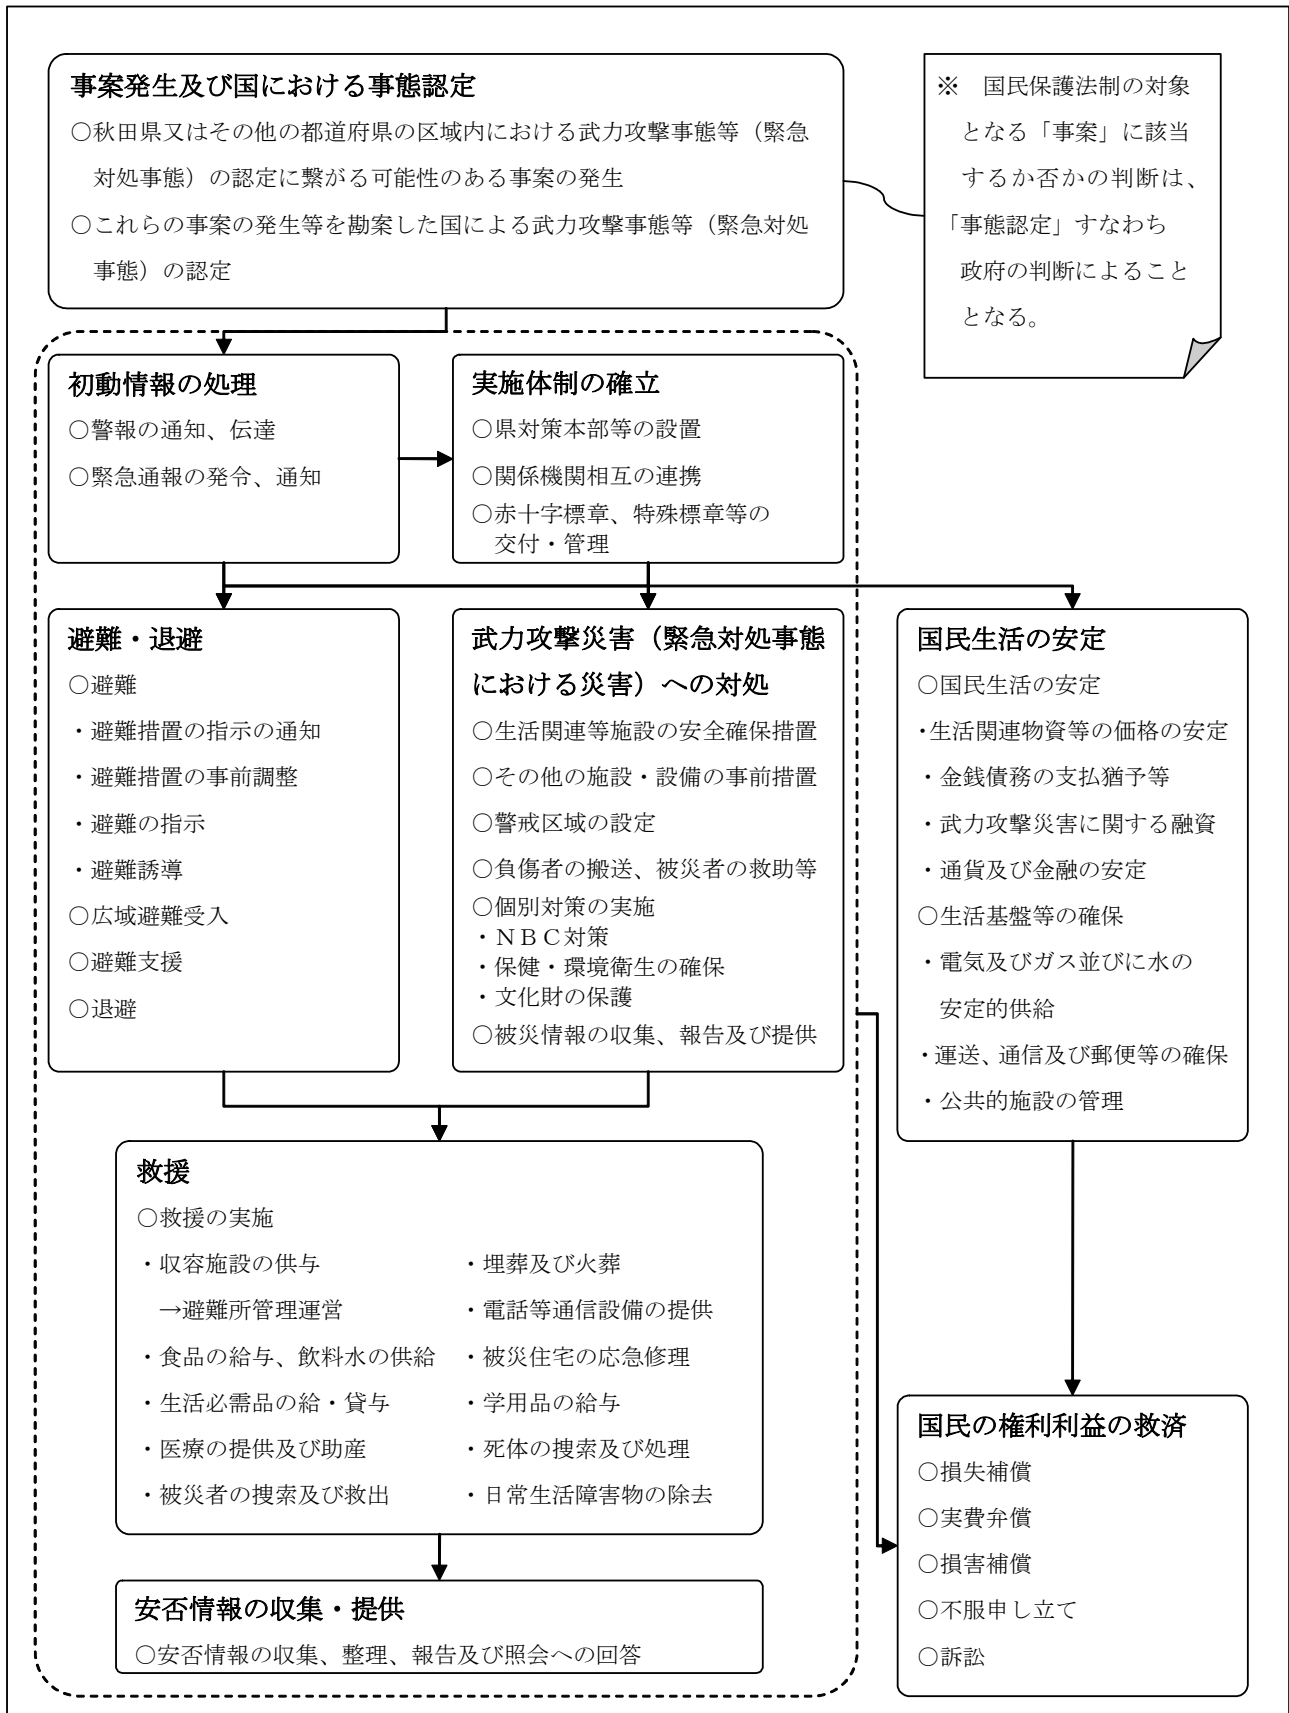 事案発生及び国における事態認定
○秋田県又はその他の都道府県の区域内における武力攻撃事態等（緊急
対処事態）の認定に繋がる可能性のある事案の発生
○これらの事案の発生等を勘案した国による武力攻撃事態等（緊急対処
事態）の認定
※　国民保護法制の対象
となる「事案」に該当
するか否かの判断は、
「事態認定」すなわち
政府の判断によること
となる。
初動情報の処理
○警報の通知、伝達
○緊急通報の発令、通知
実施体制の確立
○県対策本部等の設置
○関係機関相互の連携
○赤十字標章、特殊標章等の
交付・管理
避難・退避
○避難
・避難措置の指示の通知
・避難措置の事前調整
・避難の指示
・避難誘導
○広域避難受入
○避難支援
○退避
武力攻撃災害（緊急対処事態
における災害）への対処
○生活関連等施設の安全確保措置
○その他の施設・設備の事前措置
○警戒区域の設定
○負傷者の搬送、被災者の救助等
○個別対策の実施
・ＮＢＣ対策
・保健・環境衛生の確保
・文化財の保護
○被災情報の収集、報告及び提供
国民生活の安定
○国民生活の安定
・生活関連物資等の価格の安定
・金銭債務の支払猶予等
・武力攻撃災害に関する融資
・通貨及び金融の安定
○生活基盤等の確保
・電気及びガス並びに水の
安定的供給
・運送、通信及び郵便等の確保
・公共的施設の管理
救援
○救援の実施
・収容施設の供与
→避難所管理運営
・食品の給与、飲料水の供給
・生活必需品の給・貸与
・医療の提供及び助産
・被災者の捜索及び救出
・埋葬及び火葬
・電話等通信設備の提供
・被災住宅の応急修理
・学用品の給与
・死体の捜索及び処理
・日常生活障害物の除去
国民の権利利益の救済
○損失補償
○実費弁償
○損害補償
○不服申し立て
○訴訟
安否情報の収集・提供
○安否情報の収集、整理、報告及び照会への回答